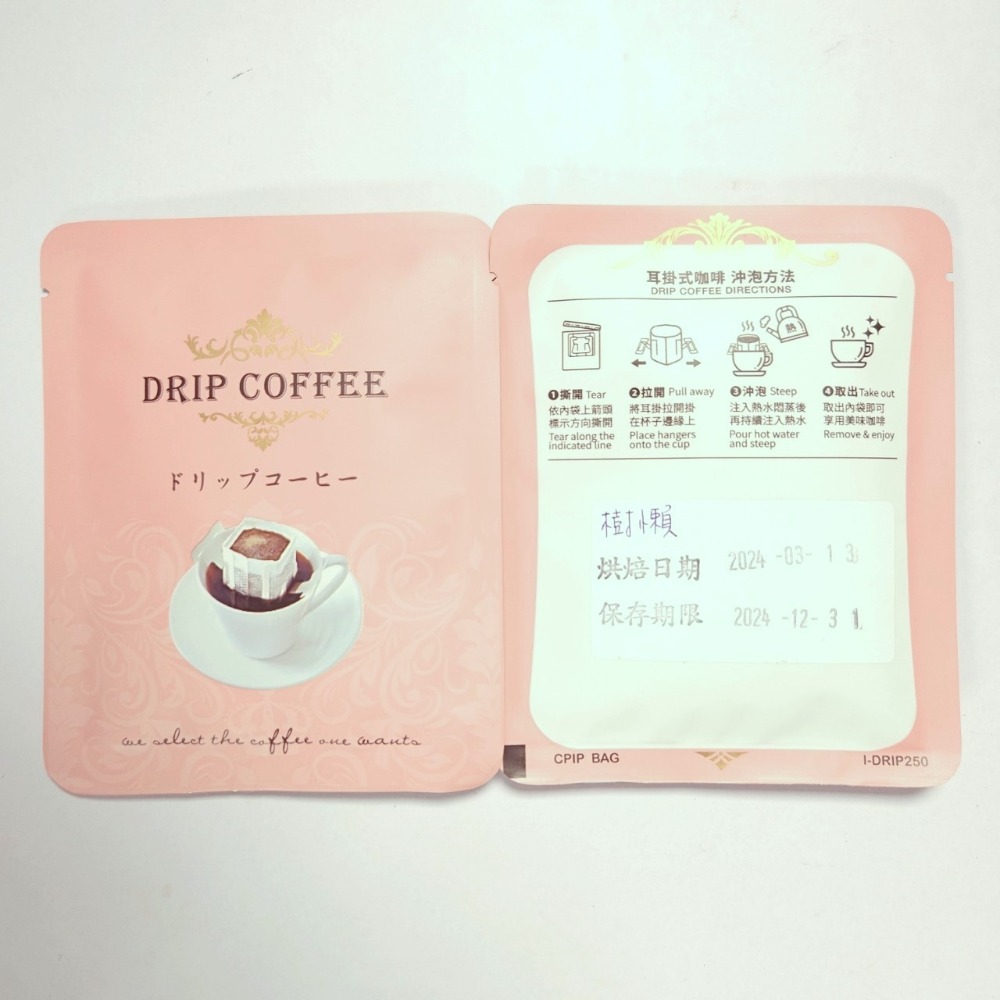 DRIP COFFEE
ドリップコーヒー
we select the coffee one wants
耳掛式咖啡 沖泡方法
DRIP COFFEE DIRECTIONS
熱
❶撕開 Tear
依內袋上箭頭
標示方向撕開
Tear along the
indicated line
❷拉開 Pull away
將耳掛拉開掛
在杯子邊緣上
Place hangers
onto the cup
❸沖泡 Steep
注入熱水悶蒸後
再持續注入熱水
Pour hot water
and steep
❹取出 Take out
取出內袋即可
享用美味咖啡
Remove & enjoy
樹懶
烘焙日期 2024 -03- 1 3
保存期限 2024 -12- 3 1
CPIP BAG
I-DRIP250